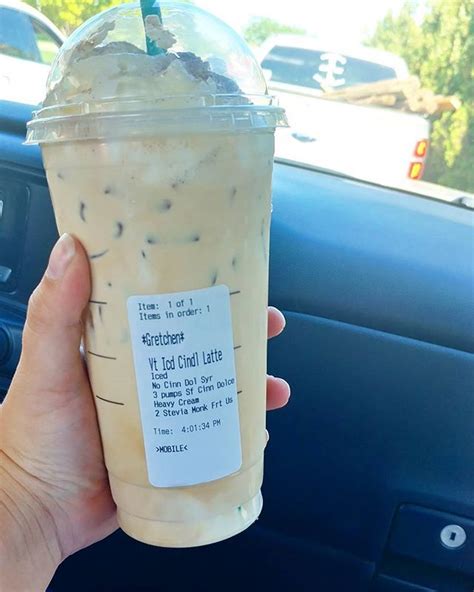 Item: 1 of 1
Items in order: 1
*Gretchen*
Vt Icd Cindl Latte
Iced
No Cinn Dol Syr
3 pumps Sf Cinn Dolce
Heavy Cream
2 Stevia Monk Frt Us
Time: 4:01:34 PM
>MOBILE<